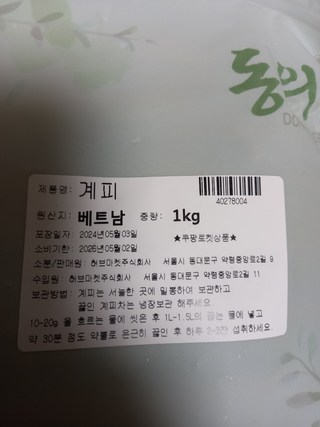 동의
제품명: 계피
40278004
원산지: 베트남 중량: 1kg
포장일자: 2024년05월03일 ★쿠팡로켓상품★
소비기한: 2026년05월02일
소분/판매원: 허브마켓주식회사 서울시 동대문구 약령중앙로2길 9
수입원: 허브마켓주식회사 서울시 동대문구 약령중앙로2길 11
보관방법: 계피는 서늘한 곳에 밀봉하여 보관하고
끓인 계피차는 냉장보관 해주세요.
10-20g 을 흐르는 물에 씻은 후 1L-1.5L의 끓는 물에 넣고
약 30분 정도 약불로 은근히 끓인 후 하루 2-3잔 섭취하세요.